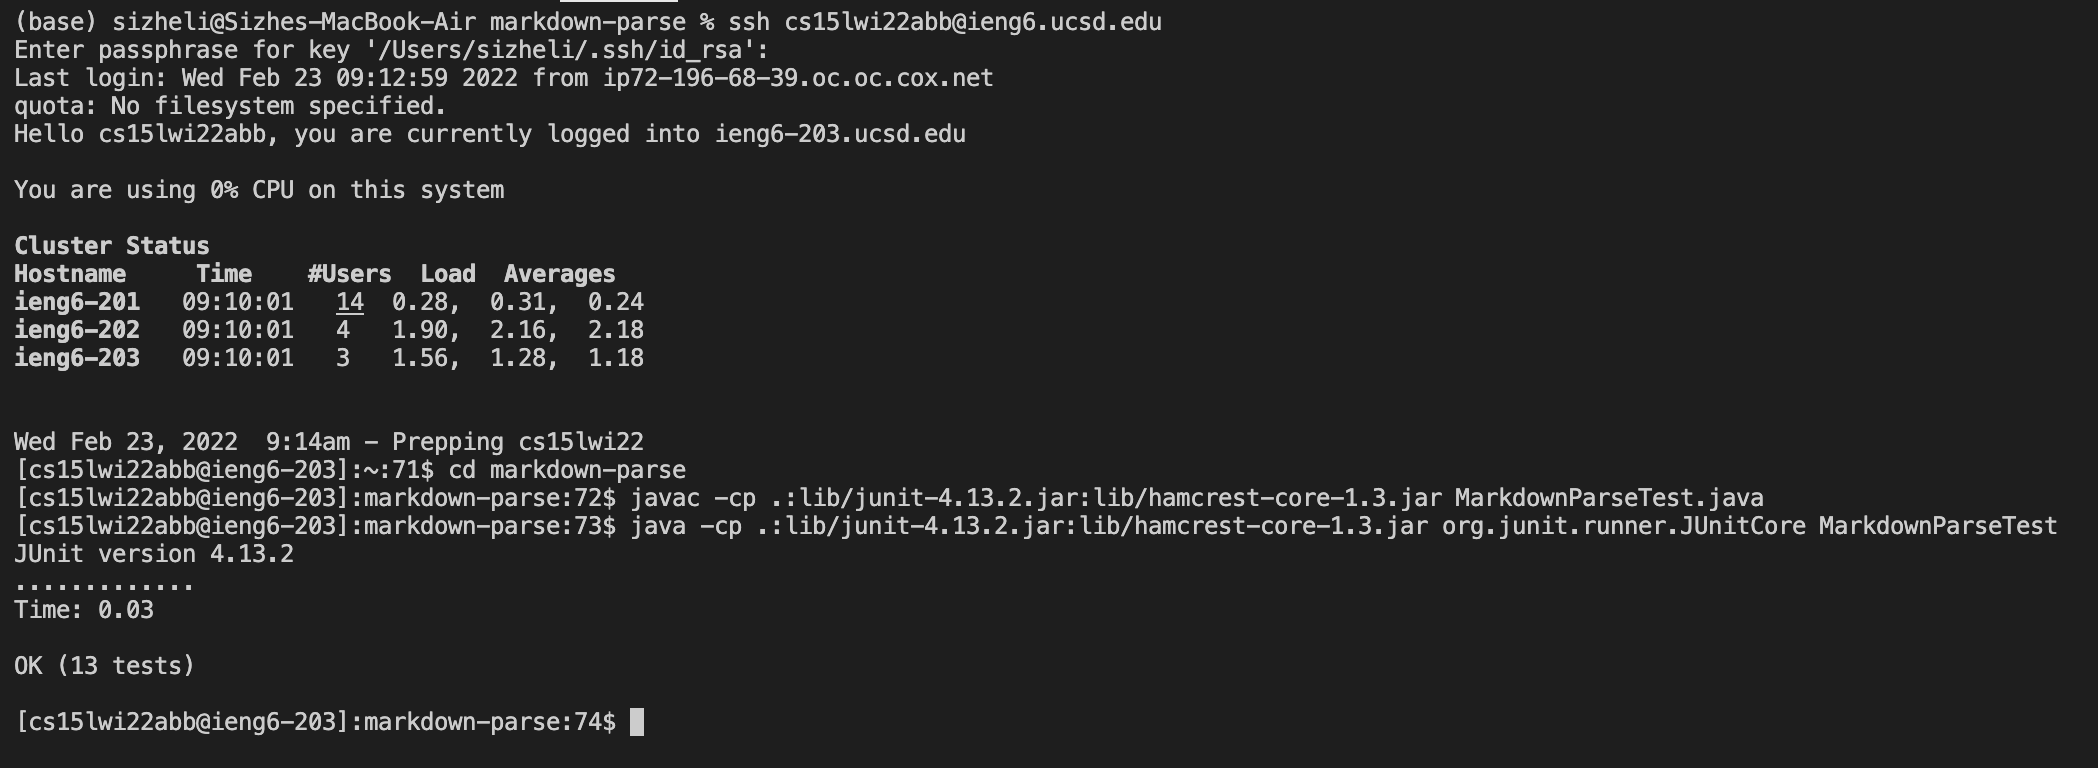 (base) sizheli@Sizhes-MacBook-Air markdown-parse % ssh cs15lwi22abb@ieng6.ucsd.edu
Enter passphrase for key '/Users/sizheli/.ssh/id_rsa':
Last login: Wed Feb 23 09:12:59 2022 from ip72-196-68-39.oc.oc.cox.net
quota: No filesystem specified.
Hello cs15lwi22abb, you are currently logged into ieng6-203.ucsd.edu
You are using 0% CPU on this system
Cluster Status
Hostname     Time    #Users  Load  Averages
ieng6-201   09:10:01   14  0.28,  0.31,  0.24
ieng6-202   09:10:01   4   1.90,  2.16,  2.18
ieng6-203   09:10:01   3   1.56,  1.28,  1.18
Wed Feb 23, 2022  9:14am - Prepping cs15lwi22
[cs15lwi22abb@ieng6-203]:~:71$ cd markdown-parse
[cs15lwi22abb@ieng6-203]:markdown-parse:72$ javac -cp .:lib/junit-4.13.2.jar:lib/hamcrest-core-1.3.jar MarkdownParseTest.java
[cs15lwi22abb@ieng6-203]:markdown-parse:73$ java -cp .:lib/junit-4.13.2.jar:lib/hamcrest-core-1.3.jar org.junit.runner.JUnitCore MarkdownParseTest
JUnit version 4.13.2
.............
Time: 0.03
OK (13 tests)
[cs15lwi22abb@ieng6-203]:markdown-parse:74$